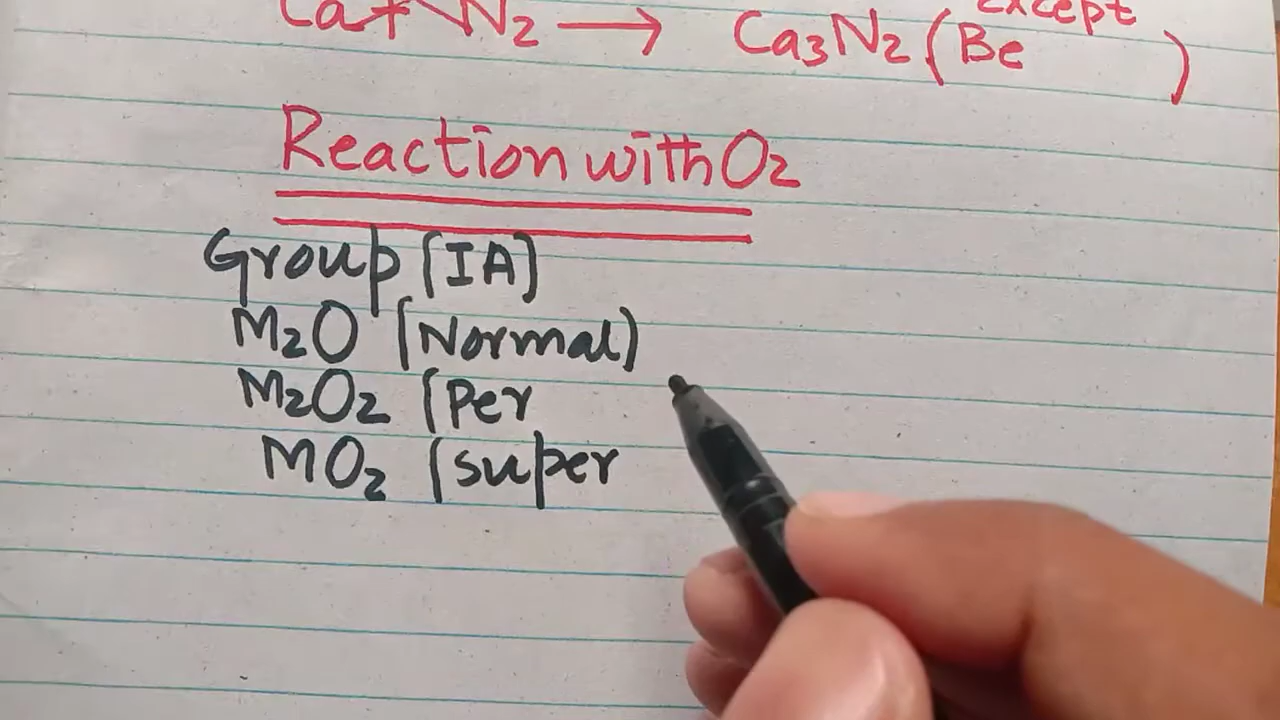 Ca + N2 → Ca3N2 (Be except)
Reaction with O2
Group [IA]
M2O (Normal)
M2O2 (Per
MO2 (super